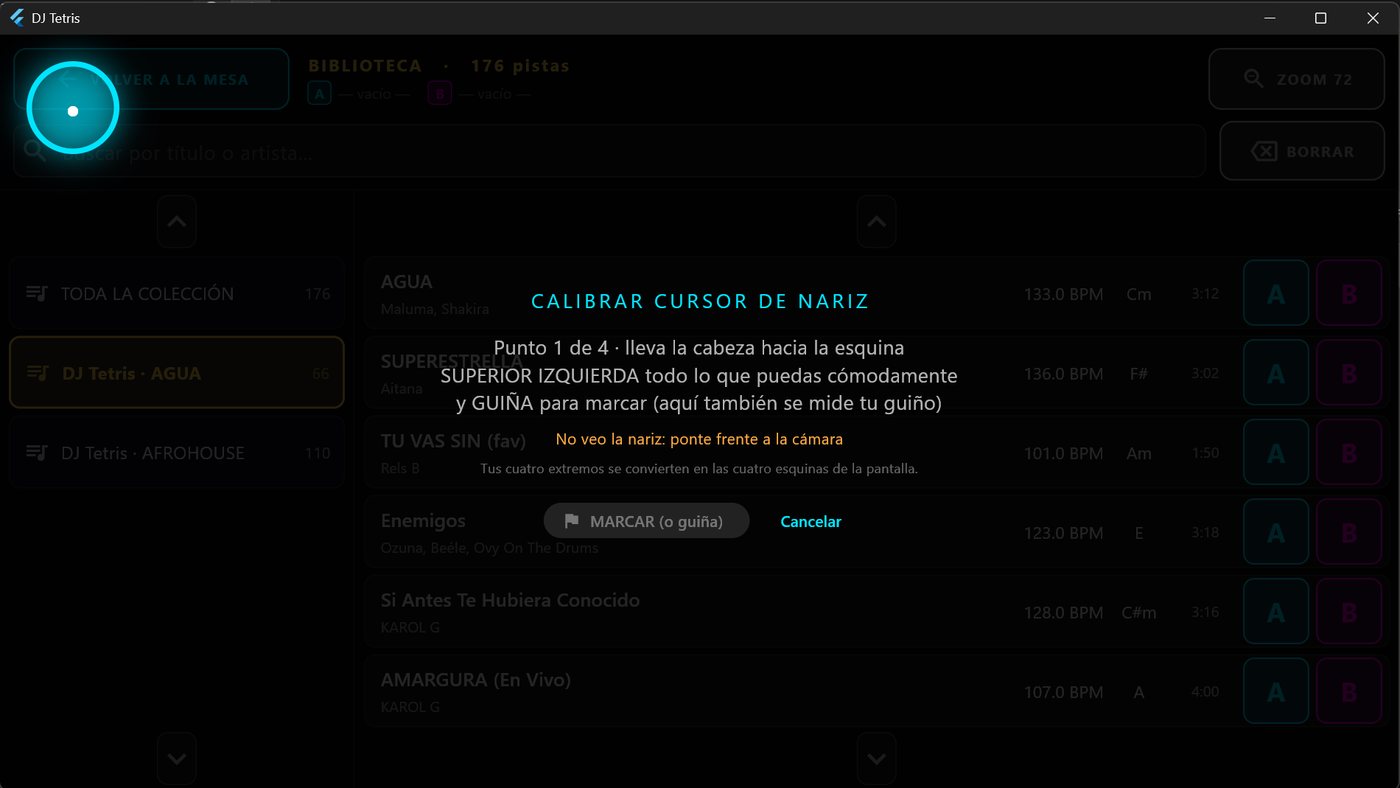 DJ Tetris
VOLVER A LA MESA
BIBLIOTECA · 176 pistas
A — vacío — B — vacío —
ZOOM 72
Buscar por título o artista...
BORRAR
TODA LA COLECCIÓN 176
DJ Tetris · AGUA 66
DJ Tetris · AFROHOUSE 110
AGUA
Maluma, Shakira
133.0 BPM Cm 3:12 A B
SUPERESTRELLA
Aitana
136.0 BPM F# 3:02 A B
TU VAS SIN (fav)
Rels B
101.0 BPM Am 1:50 A B
Enemigos
Ozuna, Beéle, Ovy On The Drums
123.0 BPM E 3:18 A B
Si Antes Te Hubiera Conocido
KAROL G
128.0 BPM C#m 3:16 A B
AMARGURA (En Vivo)
KAROL G
107.0 BPM A 4:00 A B
CALIBRAR CURSOR DE NARIZ
Punto 1 de 4 · lleva la cabeza hacia la esquina
SUPERIOR IZQUIERDA todo lo que puedas cómodamente
y GUIÑA para marcar (aquí también se mide tu guiño)
No veo la nariz: ponte frente a la cámara
Tus cuatro extremos se convierten en las cuatro esquinas de la pantalla.
MARCAR (o guiña)
Cancelar